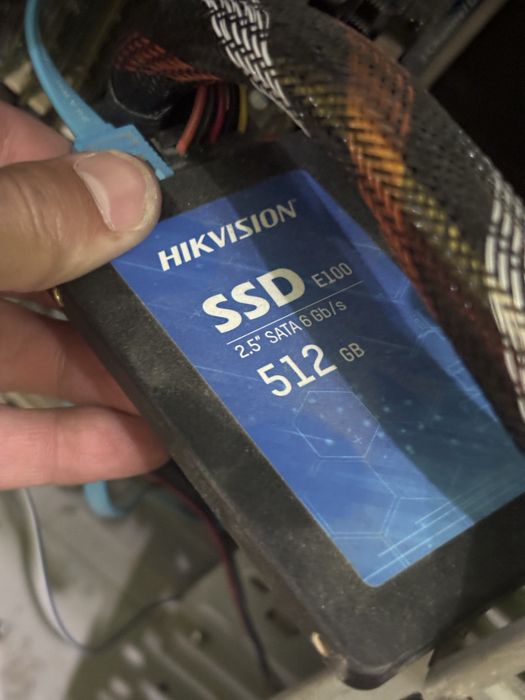 HIKVISION
SSD E100
2.5" SATA 6 Gb/s
512 GB